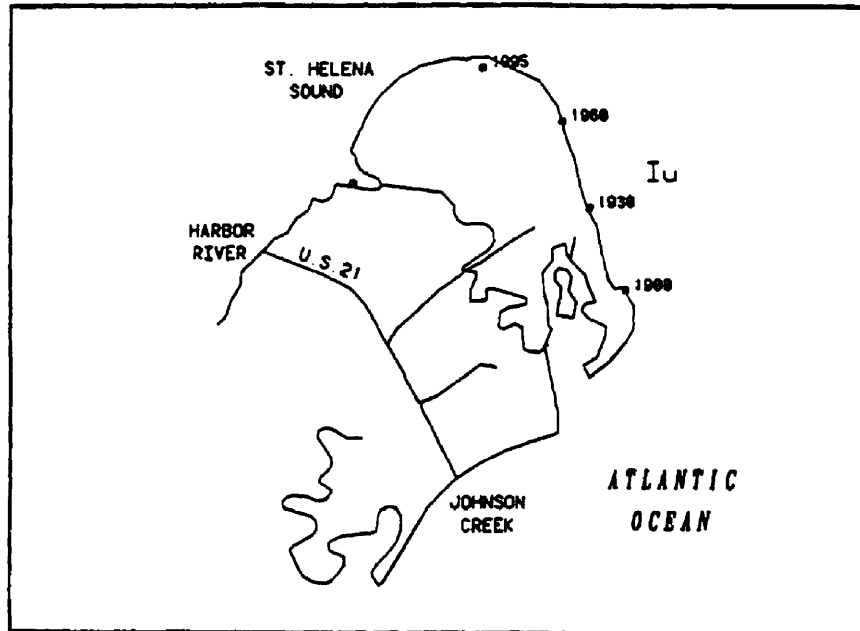 1995
ST. HELENA
SOUND
1968
Iu
1938
HARBOR
RIVER
U.S.21
1988
ATLANTIC
OCEAN
JOHNSON
CREEK